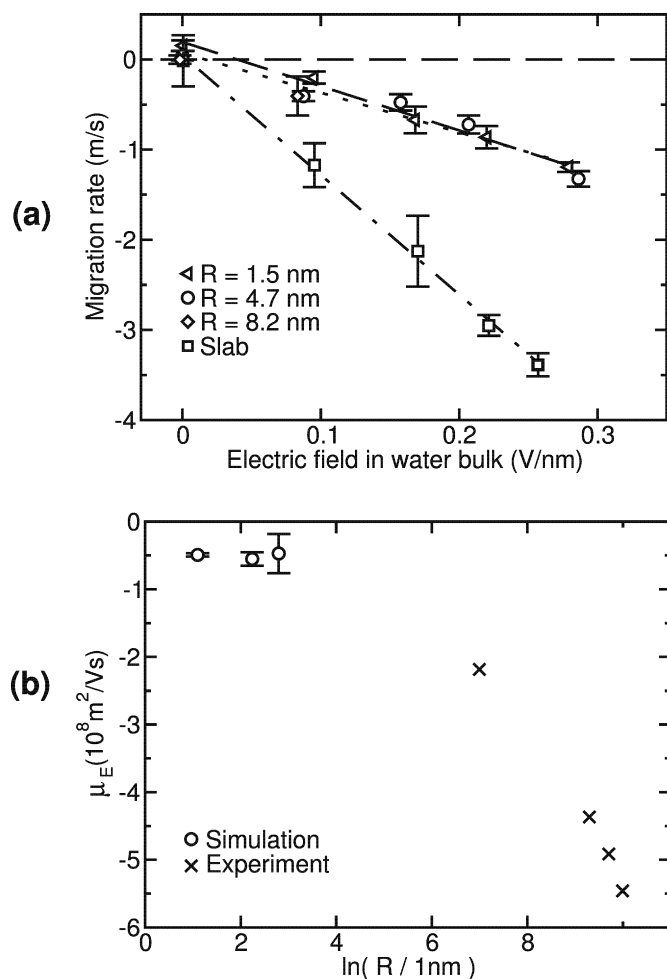 (a)
Migration rate (m/s)
0
-1
-2
-3
-4
R = 1.5 nm
R = 4.7 nm
R = 8.2 nm
Slab
0 0.1 0.2 0.3
Electric field in water bulk (V/nm)
(b)
μE(10⁸m²/Vs)
0
-1
-2
-3
-4
-5
-6
Simulation
Experiment
0 2 4 6 8
ln( R / 1nm )